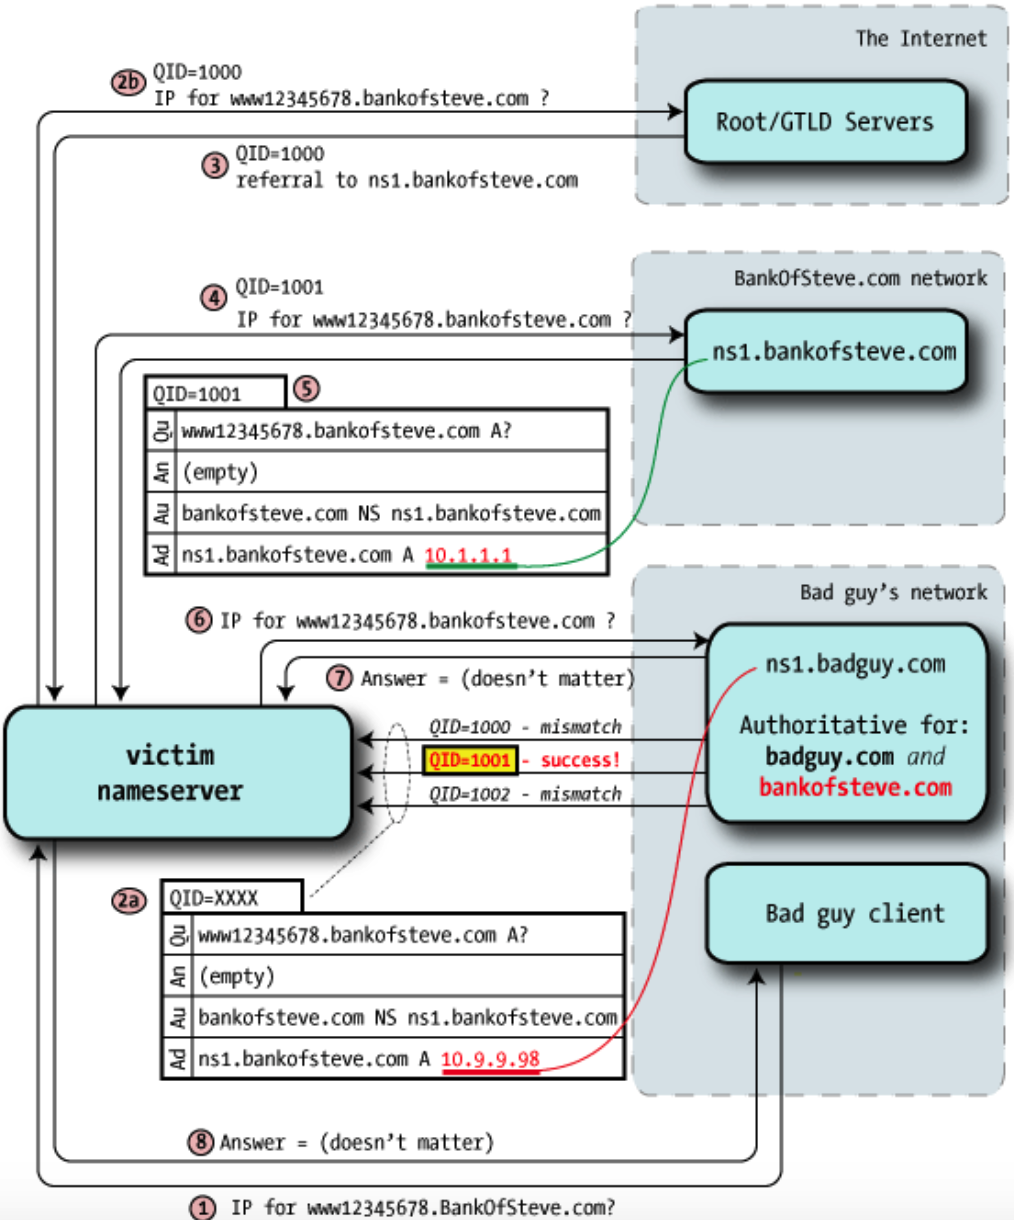 The Internet
2b QID=1000
IP for www12345678.bankofsteve.com ?
Root/GTLD Servers
3 QID=1000
referral to ns1.bankofsteve.com
BankOfSteve.com network
4 QID=1001
IP for www12345678.bankofsteve.com ?
ns1.bankofsteve.com
QID=1001 5
Qu www12345678.bankofsteve.com A?
An (empty)
Au bankofsteve.com NS ns1.bankofsteve.com
Ad ns1.bankofsteve.com A 10.1.1.1
Bad guy's network
6 IP for www12345678.bankofsteve.com ?
7 Answer = (doesn't matter)
ns1.badguy.com
Authoritative for:
badguy.com and
bankofsteve.com
victim
nameserver
QID=1000 - mismatch
QID=1001 - success!
QID=1002 - mismatch
Bad guy client
2a QID=XXXX
Qu www12345678.bankofsteve.com A?
An (empty)
Au bankofsteve.com NS ns1.bankofsteve.com
Ad ns1.bankofsteve.com A 10.9.9.98
8 Answer = (doesn't matter)
1 IP for www12345678.BankOfSteve.com?